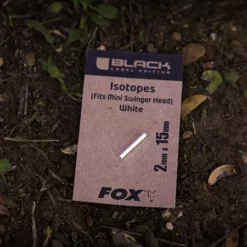 BLACK
LABEL EDITION
Isotopes
(Fits Mini Swinger Head)
White
2mm x 15mm
FOX